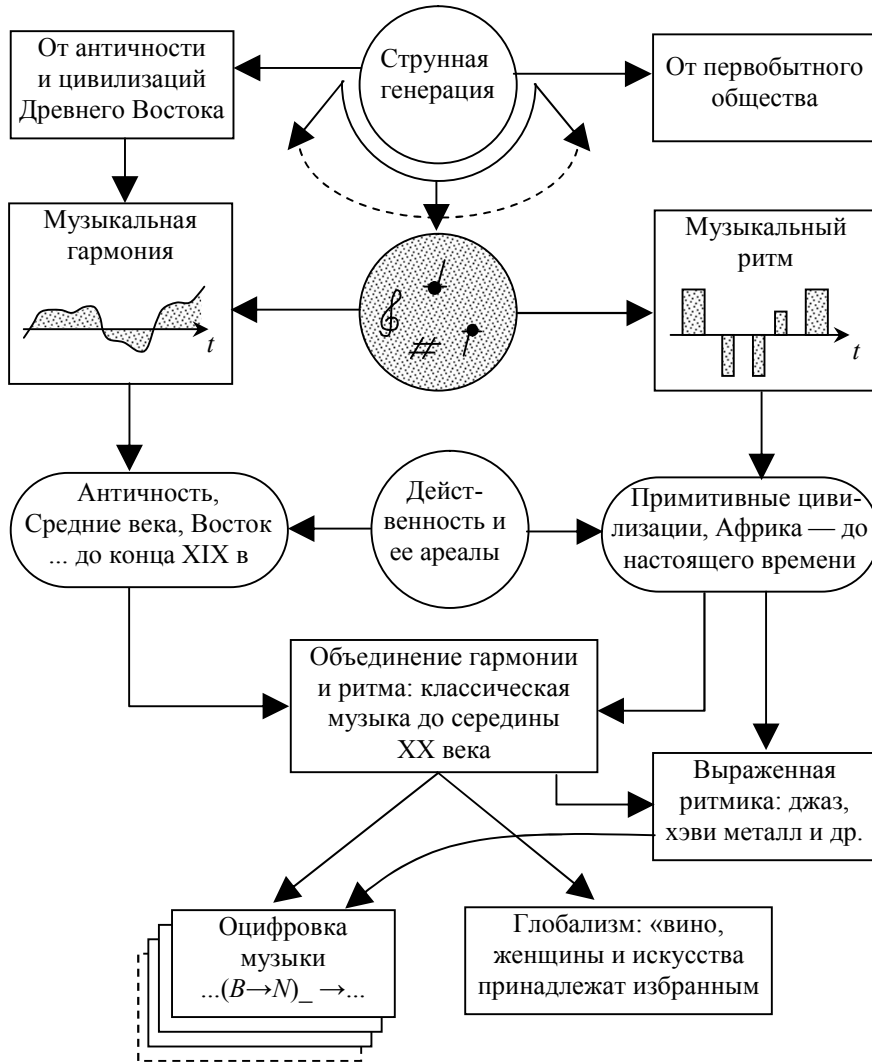 От античности
и цивилизаций
Древнего Востока
Струнная
генерация
От первобытного
общества
Музыкальная
гармония
t
Музыкальный
ритм
t
Античность,
Средние века, Восток
... до конца XIX в
Дейст-
венность и
ее ареалы
Примитивные циви-
лизации, Африка — до
настоящего времени
Объединение гармонии
и ритма: классическая
музыка до середины
XX века
Выраженная
ритмика: джаз,
хэви металл и др.
Оцифровка
музыки
...(B→N)_ →...
Глобализм: «вино,
женщины и искусства
принадлежат избранным